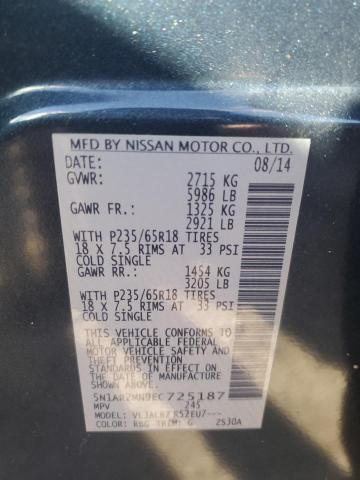 MFD BY NISSAN MOTOR CO., LTD.
DATE: 08/14
GVWR: 2715 KG
5986 LB
GAWR FR.: 1325 KG
2921 LB
WITH P235/65R18 TIRES
18 X 7.5 RIMS AT 33 PSI
COLD SINGLE
GAWR RR.: 1454 KG
3205 LB
WITH P235/65R18 TIRES
18 X 7.5 RIMS AT 33 PSI
COLD SINGLE
THIS VEHICLE CONFORMS TO
ALL APPLICABLE FEDERAL
MOTOR VEHICLE SAFETY
AND THEFT PREVENTION
STANDARDS IN EFFECT ON
THE DATE OF MANUFACTURE
SHOWN ABOVE.
5N1AR2MN9EC725187
MPV 245
MODEL:
COLOR: RBG TRIM: G 2S30A